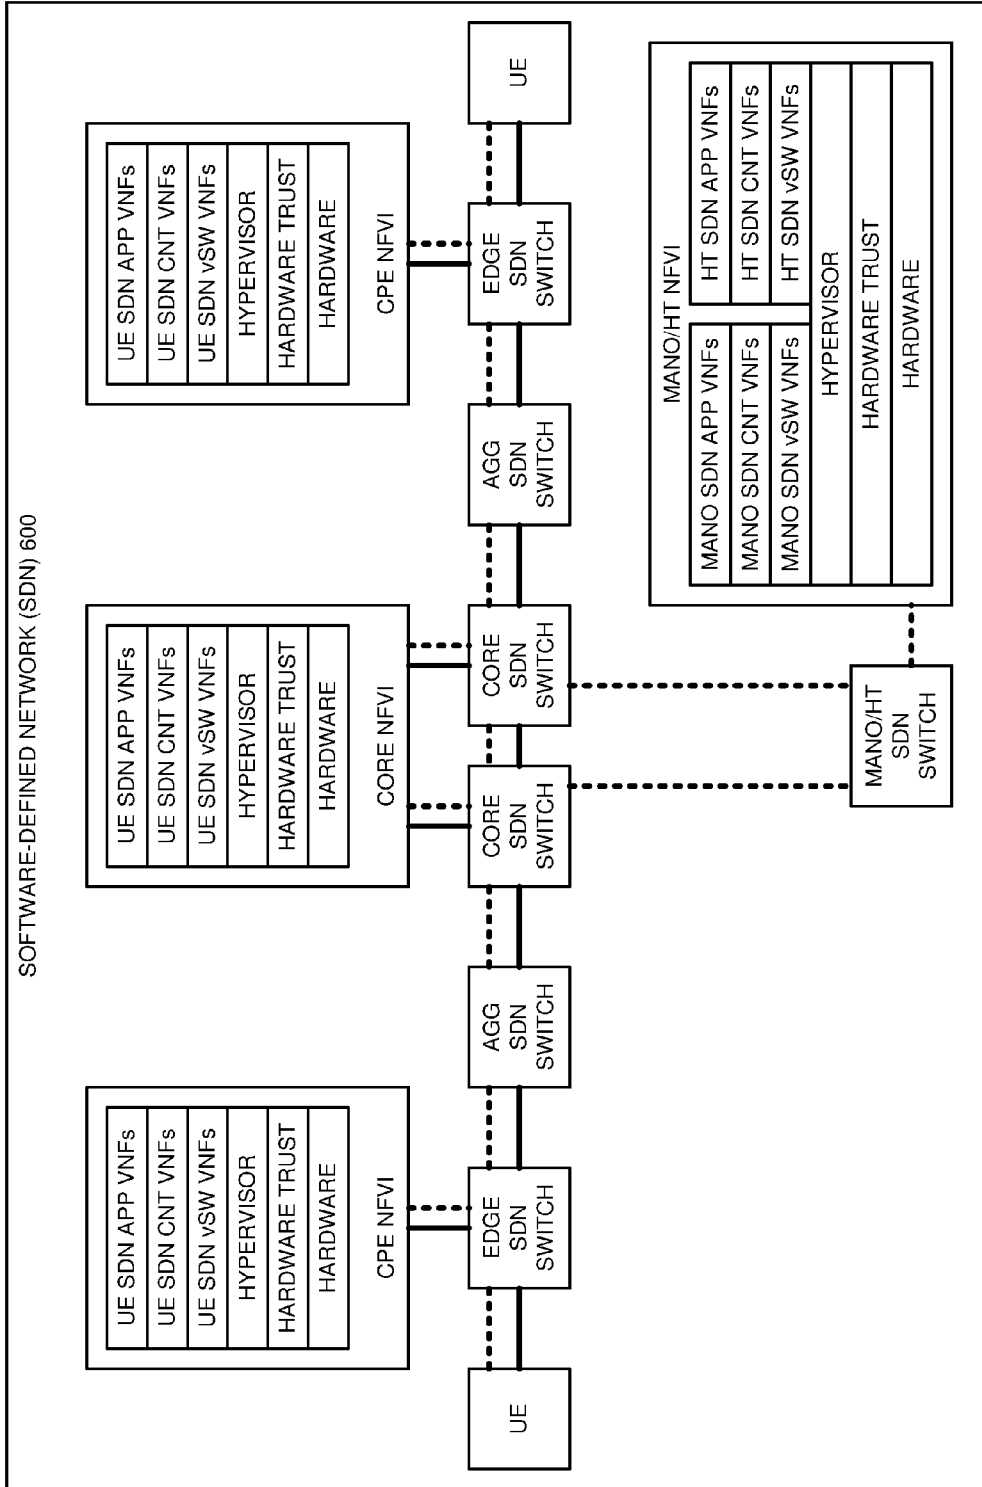 SOFTWARE-DEFINED NETWORK (SDN) 600
UE SDN APP VNFs
UE SDN CNT VNFs
UE SDN vSW VNFs
HYPERVISOR
HARDWARE TRUST
HARDWARE
CPE NFVI
UE SDN APP VNFs
UE SDN CNT VNFs
UE SDN vSW VNFs
HYPERVISOR
HARDWARE TRUST
HARDWARE
CORE NFVI
UE SDN APP VNFs
UE SDN CNT VNFs
UE SDN vSW VNFs
HYPERVISOR
HARDWARE TRUST
HARDWARE
CPE NFVI
UE
EDGE
SDN
SWITCH
AGG
SDN
SWITCH
CORE
SDN
SWITCH
CORE
SDN
SWITCH
AGG
SDN
SWITCH
EDGE
SDN
SWITCH
UE
MANO/HT
SDN
SWITCH
MANO/HT NFVI
MANO SDN APP VNFs
HT SDN APP VNFs
MANO SDN CNT VNFs
HT SDN CNT VNFs
MANO SDN vSW VNFs
HT SDN vSW VNFs
HYPERVISOR
HARDWARE TRUST
HARDWARE